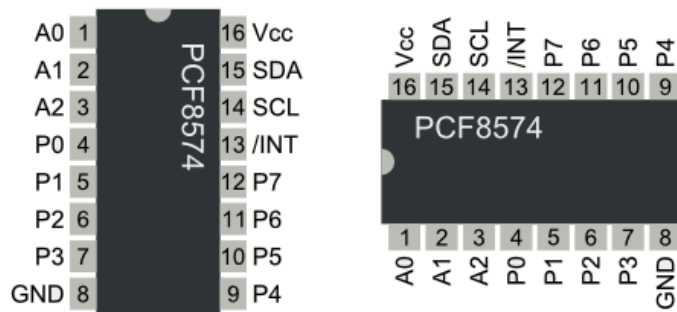 A0 1 16 Vcc
A1 2 15 SDA
A2 3 14 SCL
P0 4 13 /INT
P1 5 12 P7
P2 6 11 P6
P3 7 10 P5
GND 8 9 P4
PCF8574
Vcc SDA SCL /INT P7 P6 P5 P4
16 15 14 13 12 11 10 9
PCF8574
1 2 3 4 5 6 7 8
A0 A1 A2 P0 P1 P2 P3 GND